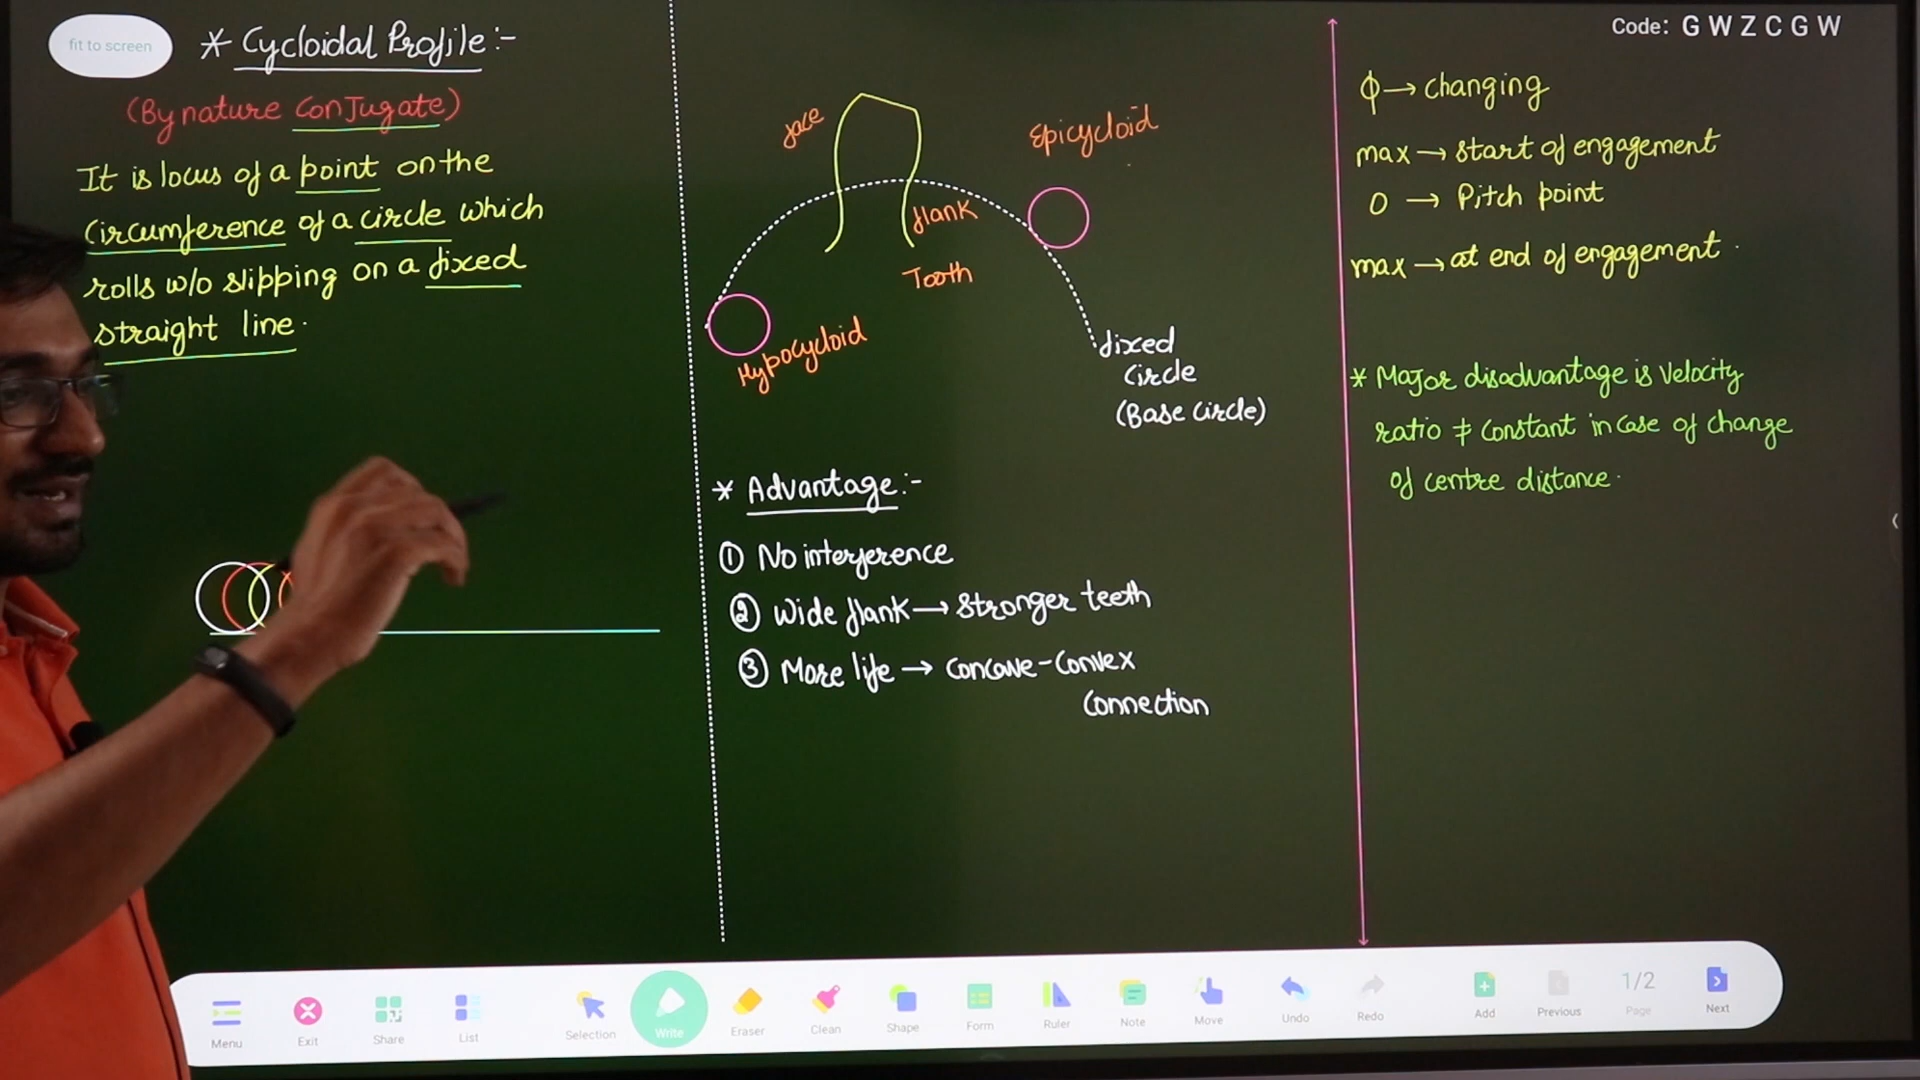 fit to screen
* Cycloidal Profile:-
(By nature conjugate)
It is locus of a point on the
circumference of a circle which
rolls w/o slipping on a fixed
straight line.
face
Epicycloid
flank
Tooth
Hypocycloid
fixed
circle
(Base circle)
* Advantage:-
① No interference
② Wide flank → stronger teeth
③ More life → concave-convex
connection
Code: G W Z C G W
ϕ → changing
max → start of engagement
0 → Pitch point
max → at end of engagement.
* Major disadvantage is velocity
ratio ≠ constant in case of change
of centre distance.
Menu
Exit
Share
List
Selection
Write
Eraser
Clean
Shape
Form
Ruler
Note
Move
Undo
Redo
Add
Previous
1/2
Page
Next